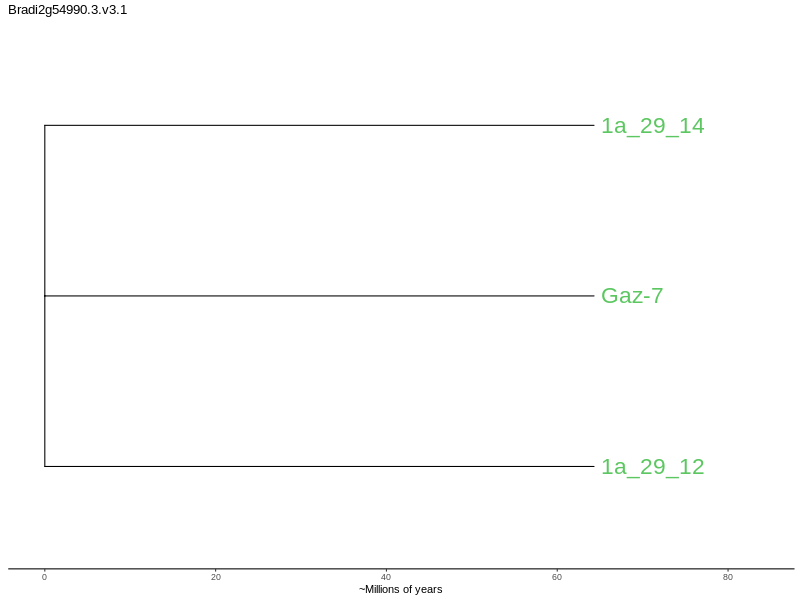 Bradi2g54990.3.v3.1
1a_29_14
Gaz-7
1a_29_12
0 20 40 60 80
~Millions of years